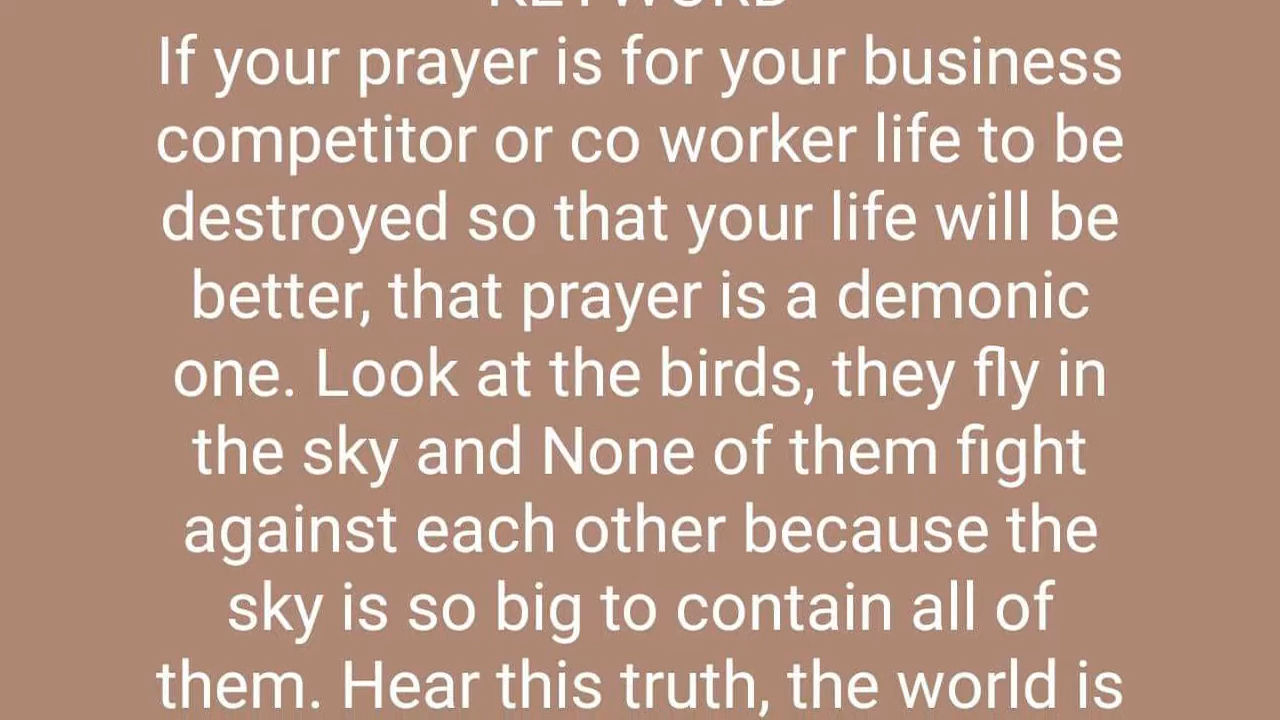 KEYWORD
If your prayer is for your business
competitor or co worker life to be
destroyed so that your life will be
better, that prayer is a demonic
one. Look at the birds, they fly in
the sky and None of them fight
against each other because the
sky is so big to contain all of
them. Hear this truth, the world is